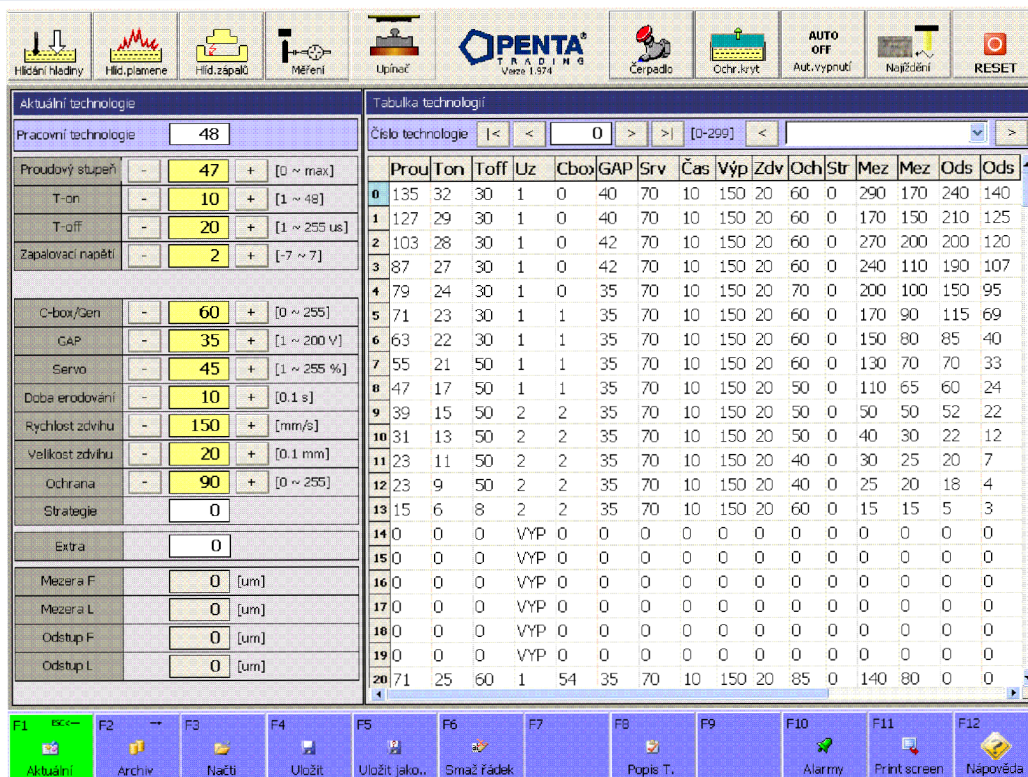 Hlídání hladiny Hlíd.plamene Hlíd.zápalů Měření Upínač PENTA TRADING Verze 1.974 Čerpadlo Ochr.kryt AUTO OFF Aut.vypnutí Najíždění RESET
Aktuální technologie
Pracovní technologie 48
Proudový stupeň - 47 + [0 ~ max]
T-on - 10 + [1 ~ 48]
T-off - 20 + [1 ~ 255 us]
Zapalovací napětí - 2 + [-7 ~ 7]
C-box/Gen - 60 + [0 ~ 255]
GAP - 35 + [1 ~ 200 V]
Servo - 45 + [1 ~ 255 %]
Doba erodování - 10 + [0.1 s]
Rychlost zdvihu - 150 + [mm/s]
Velikost zdvihu - 20 + [0.1 mm]
Ochrana - 90 + [0 ~ 255]
Strategie 0
Extra 0
Mezera F 0 [um]
Mezera L 0 [um]
Odstup F 0 [um]
Odstup L 0 [um]
Tabulka technologií
Číslo technologie |< < 0 > >| [0-299] < >
Prou Ton Toff Uz Cbox GAP Srv Čas Výp Zdv Och Str Mez Mez Ods Ods
0 135 32 30 1 0 40 70 10 150 20 60 0 290 170 240 140
1 127 29 30 1 0 40 70 10 150 20 60 0 170 150 210 125
2 103 28 30 1 0 42 70 10 150 20 60 0 270 200 200 120
3 87 27 30 1 0 42 70 10 150 20 60 0 240 110 190 107
4 79 24 30 1 0 35 70 10 150 20 70 0 200 100 150 95
5 71 23 30 1 1 35 70 10 150 20 60 0 170 90 115 69
6 63 22 30 1 1 35 70 10 150 20 60 0 150 80 85 40
7 55 21 50 1 1 35 70 10 150 20 60 0 130 70 70 33
8 47 17 50 1 1 35 70 10 150 20 50 0 110 65 60 24
9 39 15 50 2 2 35 70 10 150 20 50 0 50 50 52 22
10 31 13 50 2 2 35 70 10 150 20 50 0 40 30 22 12
11 23 11 50 2 2 35 70 10 150 20 40 0 30 25 20 7
12 23 9 50 2 2 35 70 10 150 20 40 0 25 20 18 4
13 15 6 8 2 2 35 70 10 150 20 60 0 15 15 5 3
14 0 0 0 VYP 0 0 0 0 0 0 0 0 0 0 0 0
15 0 0 0 VYP 0 0 0 0 0 0 0 0 0 0 0 0
16 0 0 0 VYP 0 0 0 0 0 0 0 0 0 0 0 0
17 0 0 0 VYP 0 0 0 0 0 0 0 0 0 0 0 0
18 0 0 0 VYP 0 0 0 0 0 0 0 0 0 0 0 0
19 0 0 0 VYP 0 0 0 0 0 0 0 0 0 0 0 0
20 71 25 60 1 54 35 70 10 150 20 85 0 140 80 0 0
F1 ESC<— F2 F3 F4 F5 F6 F7 F8 F9 F10 F11 F12
Aktuální Archiv Načti Uložit Uložit jako.. Smaž řádek Popis T. Alarmy Print screen Nápověda